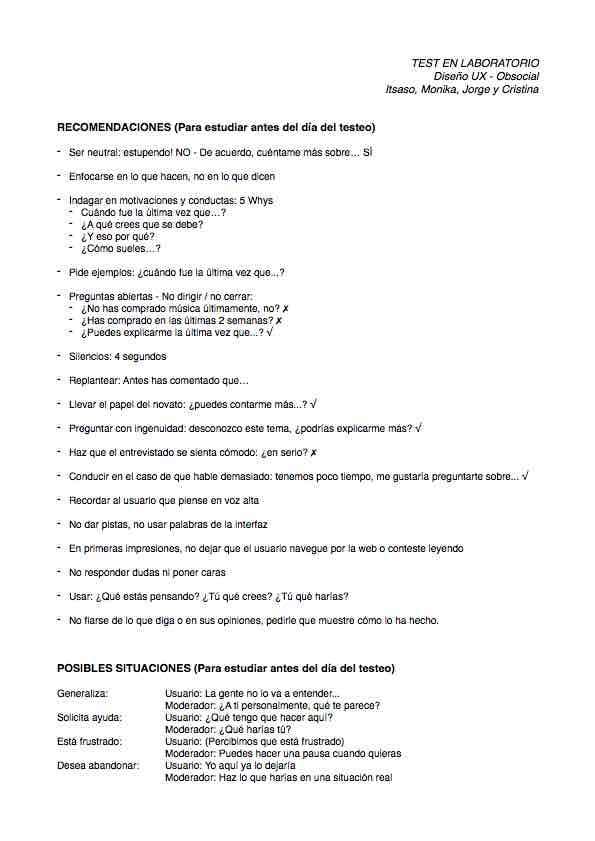 TEST EN LABORATORIO
Diseño UX - Obsocial
Itsaso, Monika, Jorge y Cristina
RECOMENDACIONES (Para estudiar antes del día del testeo)
- Ser neutral: estupendo! NO - De acuerdo, cuéntame más sobre… SÍ
- Enfocarse en lo que hacen, no en lo que dicen
- Indagar en motivaciones y conductas: 5 Whys
- Cuándo fue la última vez que…?
- ¿A qué crees que se debe?
- ¿Y eso por qué?
- ¿Cómo sueles…?
- Pide ejemplos: ¿cuándo fue la última vez que...?
- Preguntas abiertas - No dirigir / no cerrar:
- ¿No has comprado música últimamente, no? ✗
- ¿Has comprado en las últimas 2 semanas? ✗
- ¿Puedes explicarme la última vez que...? √
- Silencios: 4 segundos
- Replantear: Antes has comentado que…
- Llevar el papel del novato: ¿puedes contarme más...? √
- Preguntar con ingenuidad: desconozco este tema, ¿podrías explicarme más? √
- Haz que el entrevistado se sienta cómodo: ¿en serio? ✗
- Conducir en el caso de que hable demasiado: tenemos poco tiempo, me gustaría preguntarte sobre... √
- Recordar al usuario que piense en voz alta
- No dar pistas, no usar palabras de la interfaz
- En primeras impresiones, no dejar que el usuario navegue por la web o conteste leyendo
- No responder dudas ni poner caras
- Usar: ¿Qué estás pensando? ¿Tú qué crees? ¿Tú qué harías?
- No fiarse de lo que diga o en sus opiniones, pedirle que muestre cómo lo ha hecho.
POSIBLES SITUACIONES (Para estudiar antes del día del testeo)
Generaliza: Usuario: La gente no lo va a entender...
Moderador: ¿A ti personalmente, qué te parece?
Solicita ayuda: Usuario: ¿Qué tengo que hacer aquí?
Moderador: ¿Qué harías tú?
Está frustrado: Usuario: (Percibimos que está frustrado)
Moderador: Puedes hacer una pausa cuando quieras
Desea abandonar: Usuario: Yo aquí ya lo dejaría
Moderador: Haz lo que harías en una situación real